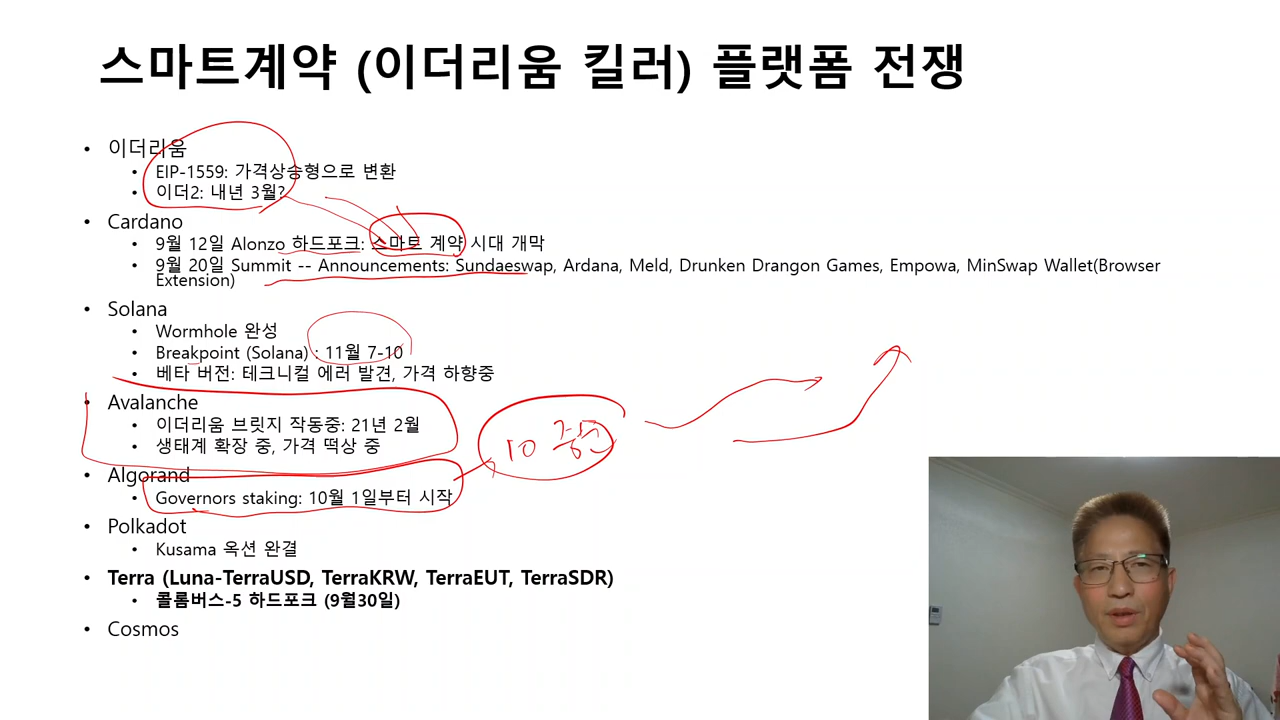 스마트계약 (이더리움 킬러) 플랫폼 전쟁
• 이더리움
• EIP-1559: 가격상승형으로 변환
• 이더2: 내년 3월?
• Cardano
• 9월 12일 Alonzo 하드포크: 스마트 계약 시대 개막
• 9월 20일 Summit -- Announcements: Sundaeswap, Ardana, Meld, Drunken Drangon Games, Empowa, MinSwap Wallet(Browser
Extension)
• Solana
• Wormhole 완성
• Breakpoint (Solana) : 11월 7-10
• 베타 버전: 테크니컬 에러 발견, 가격 하향중
• Avalanche
• 이더리움 브릿지 작동중: 21년 2월
• 생태계 확장 중, 가격 떡상 중
10 중순
• Algorand
• Governors staking: 10월 1일부터 시작
• Polkadot
• Kusama 옥션 완결
• Terra (Luna-TerraUSD, TerraKRW, TerraEUT, TerraSDR)
• 콜롬버스-5 하드포크 (9월30일)
• Cosmos